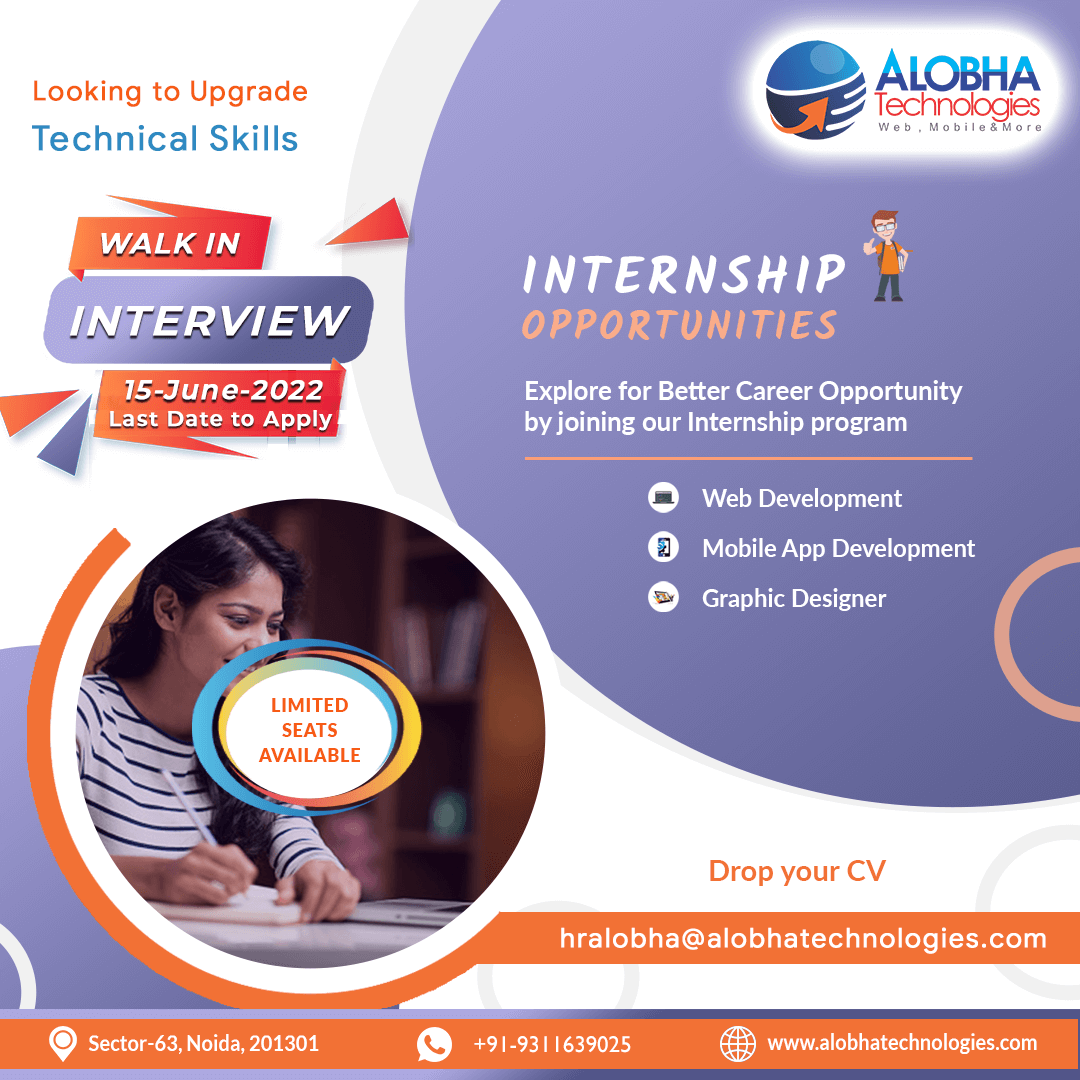 Looking to Upgrade
Technical Skills
ALOBHA
Technologies
Web , Mobile & More
WALK IN
INTERVIEW
15-June-2022
Last Date to Apply
INTERNSHIP
OPPORTUNITIES
Explore for Better Career Opportunity
by joining our Internship program
Web Development
Mobile App Development
Graphic Designer
LIMITED
SEATS
AVAILABLE
Drop your CV
hralobha@alobhatechnologies.com
Sector-63, Noida, 201301
+91-9311639025
www.alobhatechnologies.com